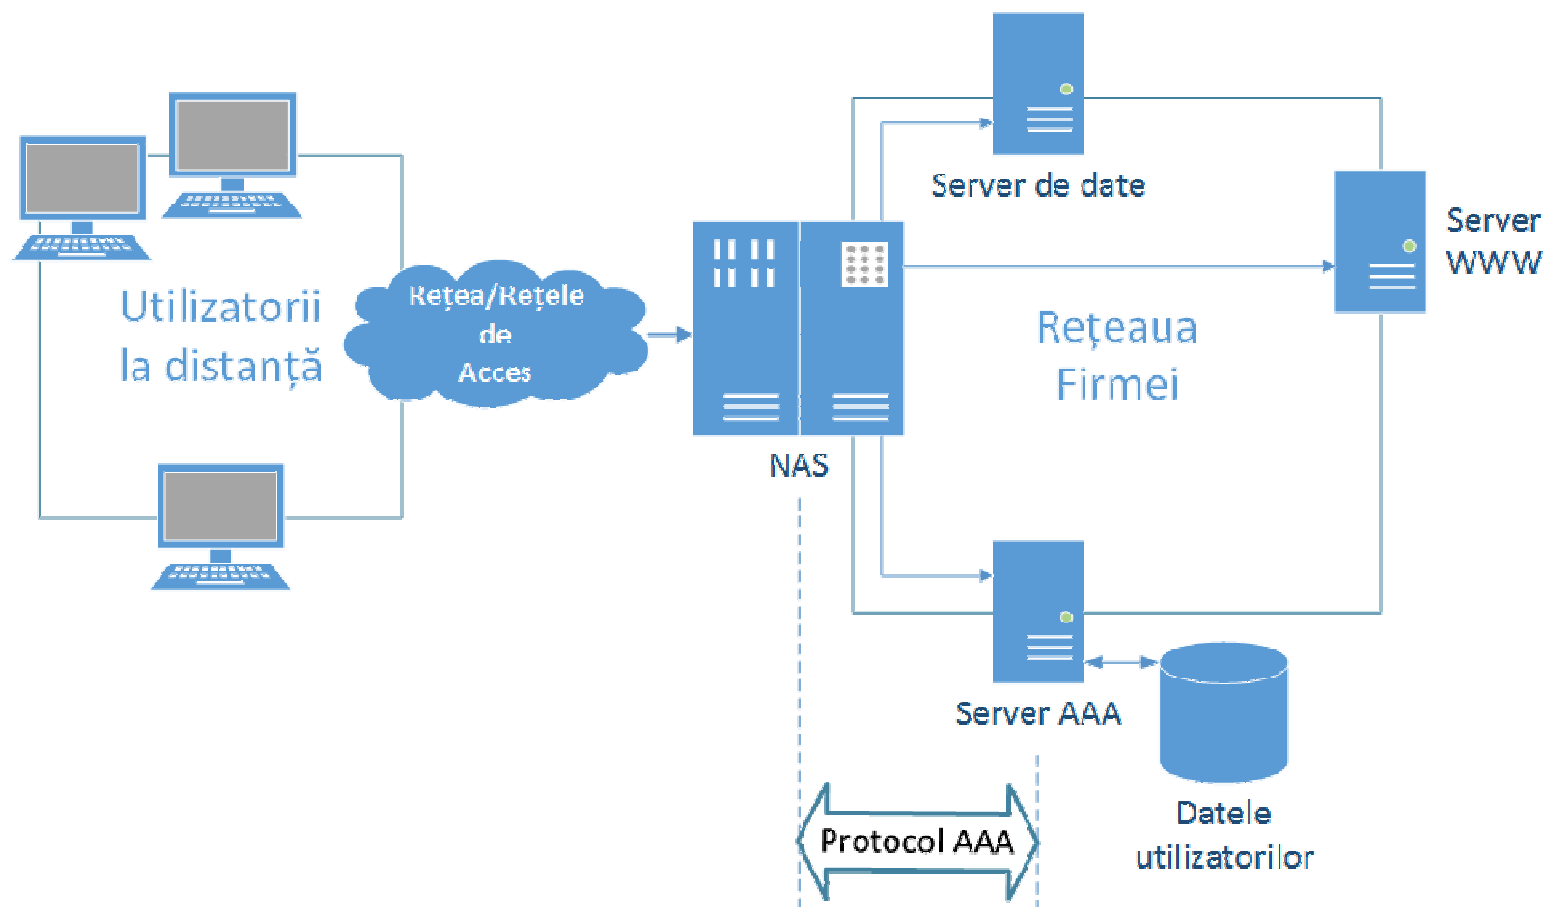 Server de date
Server
WWW
Utilizatorii
la distanță
Rețea/Rețele
de
Acces
Rețeaua
Firmei
NAS
Server AAA
Protocol AAA
Datele
utilizatorilor